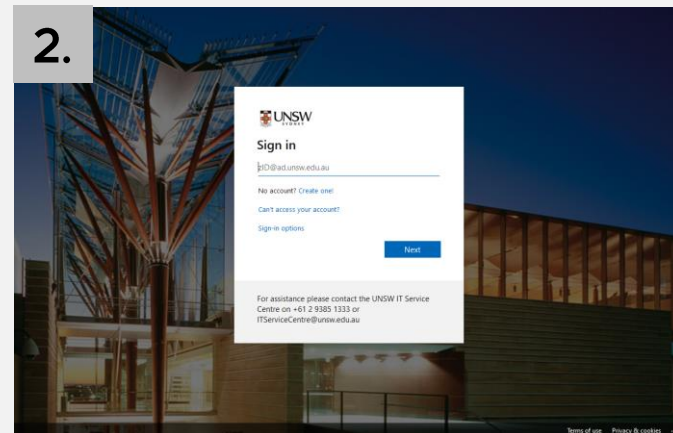 2.
UNSW
SYDNEY
Sign in
zID@ad.unsw.edu.au
No account? Create one!
Can't access your account?
Sign-in options
Next
For assistance please contact the UNSW IT Service
Centre on +61 2 9385 1333 or
ITServiceCentre@unsw.edu.au
Terms of use Privacy & cookies